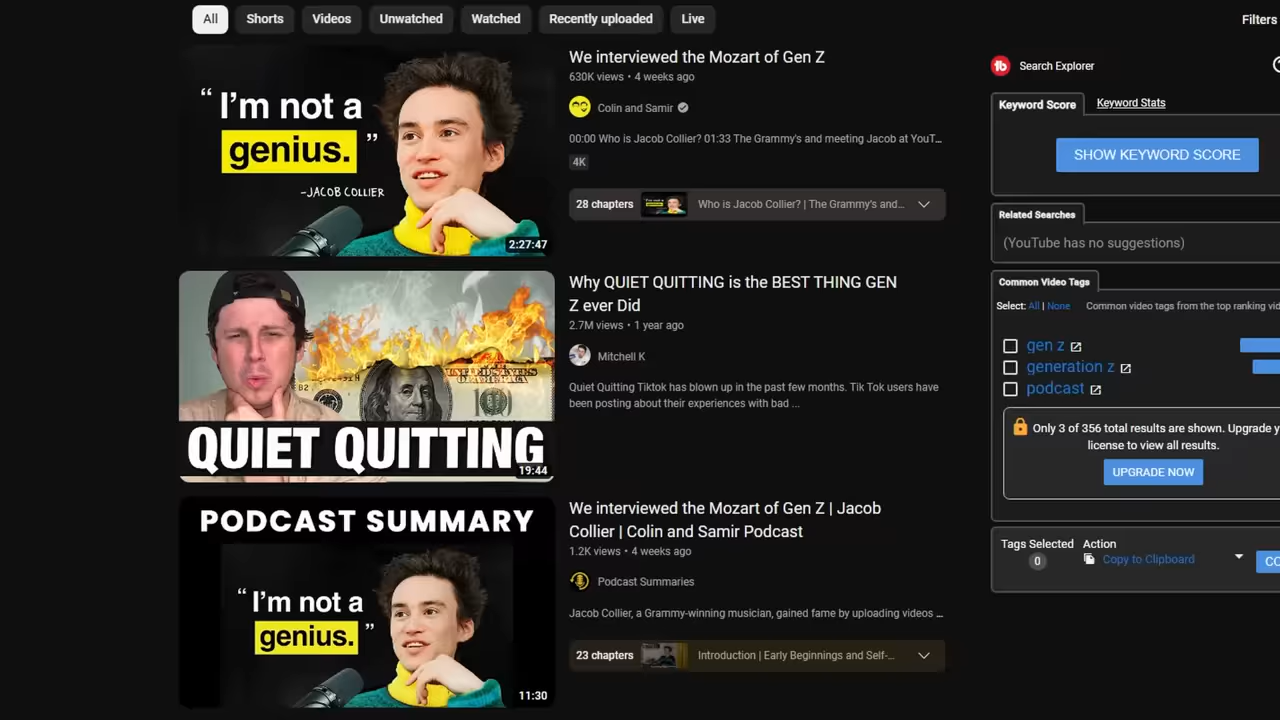 All
Shorts
Videos
Unwatched
Watched
Recently uploaded
Live
Filters
“ I’m not a
genius. ”
-JACOB COLLIER
2:27:47
We interviewed the Mozart of Gen Z
630K views • 4 weeks ago
Colin and Samir
00:00 Who is Jacob Collier? 01:33 The Grammy's and meeting Jacob at YouT...
4K
28 chapters
Who is Jacob Collier? | The Grammy's and...
QUIET QUITTING
19:44
Why QUIET QUITTING is the BEST THING GEN
Z ever Did
2.7M views • 1 year ago
Mitchell K
Quiet Quitting Tiktok has blown up in the past few months. Tik Tok users have
been posting about their experiences with bad ...
PODCAST SUMMARY
“ I’m not a
genius. ”
11:30
We interviewed the Mozart of Gen Z | Jacob
Collier | Colin and Samir Podcast
1.2K views • 4 weeks ago
Podcast Summaries
Jacob Collier, a Grammy-winning musician, gained fame by uploading videos ...
23 chapters
Introduction | Early Beginnings and Self-...
tb
Search Explorer
Keyword Score
Keyword Stats
SHOW KEYWORD SCORE
Related Searches
(YouTube has no suggestions)
Common Video Tags
Select: All | None
Common video tags from the top ranking vid
gen z
generation z
podcast
Only 3 of 356 total results are shown. Upgrade y
license to view all results.
UPGRADE NOW
Tags Selected
0
Action
Copy to Clipboard
CO